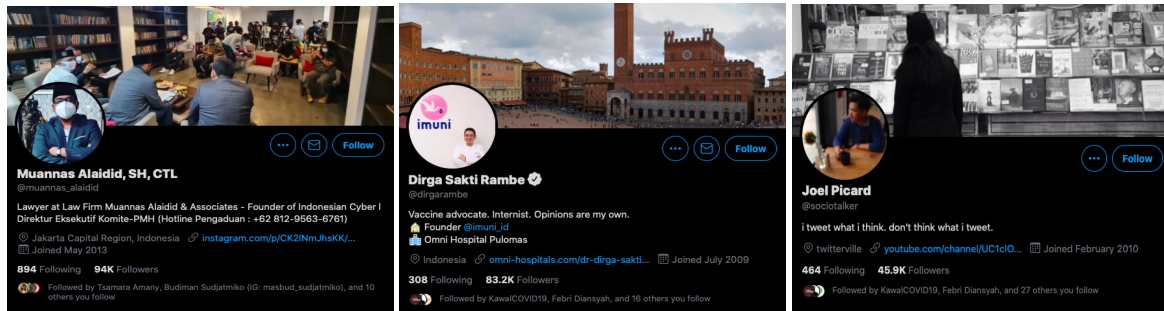 Follow
Muannas Alaidid, SH, CTL
@muannas_alaidid
Lawyer at Law Firm Muannas Alaidid & Associates - Founder of Indonesian Cyber I
Direktur Eksekutif Komite-PMH (Hotline Pengaduan : +62 812-9563-6761)
Jakarta Capital Region, Indonesia instagram.com/p/CK2lNmJhsKK/...
Joined May 2013
894 Following 94K Followers
Followed by Tsamara Amany, Budiman Sudjatmiko (IG: masbud_sudjatmiko), and 10
others you follow
imuni
Follow
Dirga Sakti Rambe
@dirgarambe
Vaccine advocate. Internist. Opinions are my own.
Founder @imuni_id
Omni Hospital Pulomas
Indonesia omni-hospitals.com/dr-dirga-sakti... Joined July 2009
308 Following 83.2K Followers
Followed by KawalCOVID19, Febri Diansyah, and 16 others you follow
Follow
Joel Picard
@sociotalker
i tweet what i think. don't think what i tweet.
twitterville youtube.com/channel/UC1clO... Joined February 2010
464 Following 45.9K Followers
Followed by KawalCOVID19, Febri Diansyah, and 27 others you follow